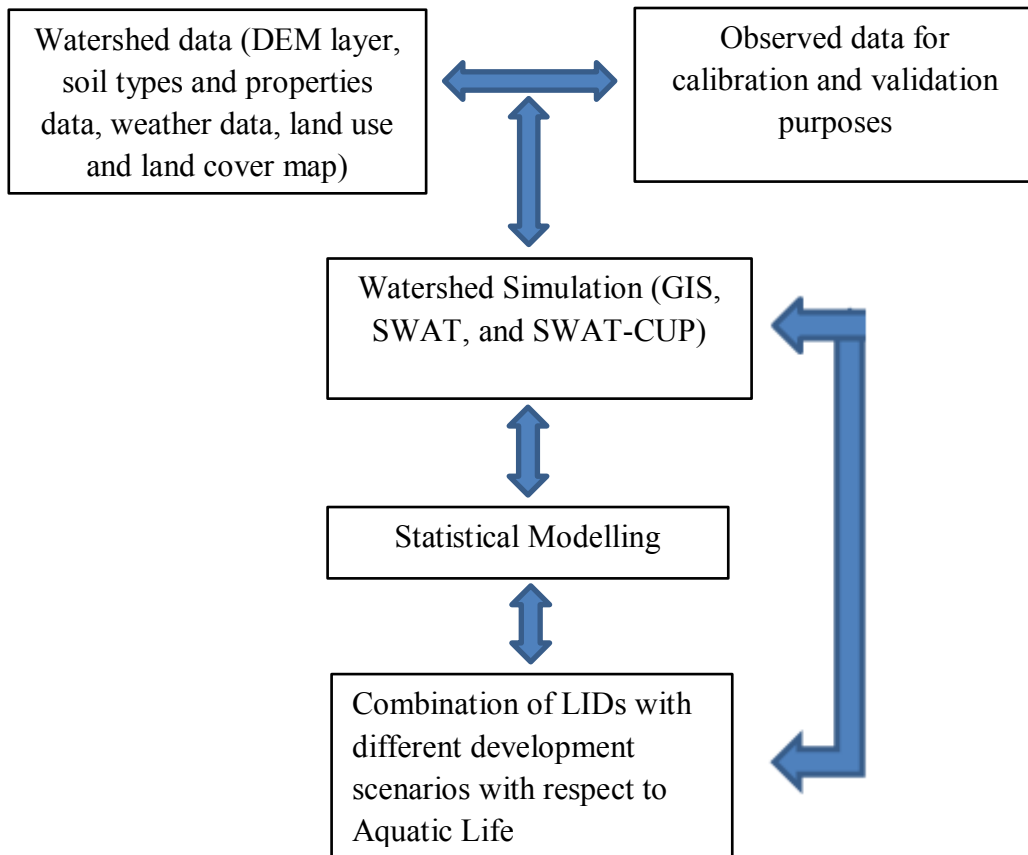 Watershed data (DEM layer,
soil types and properties
data, weather data, land use
and land cover map)
Observed data for
calibration and validation
purposes
Watershed Simulation (GIS,
SWAT, and SWAT-CUP)
Statistical Modelling
Combination of LIDs with
different development
scenarios with respect to
Aquatic Life